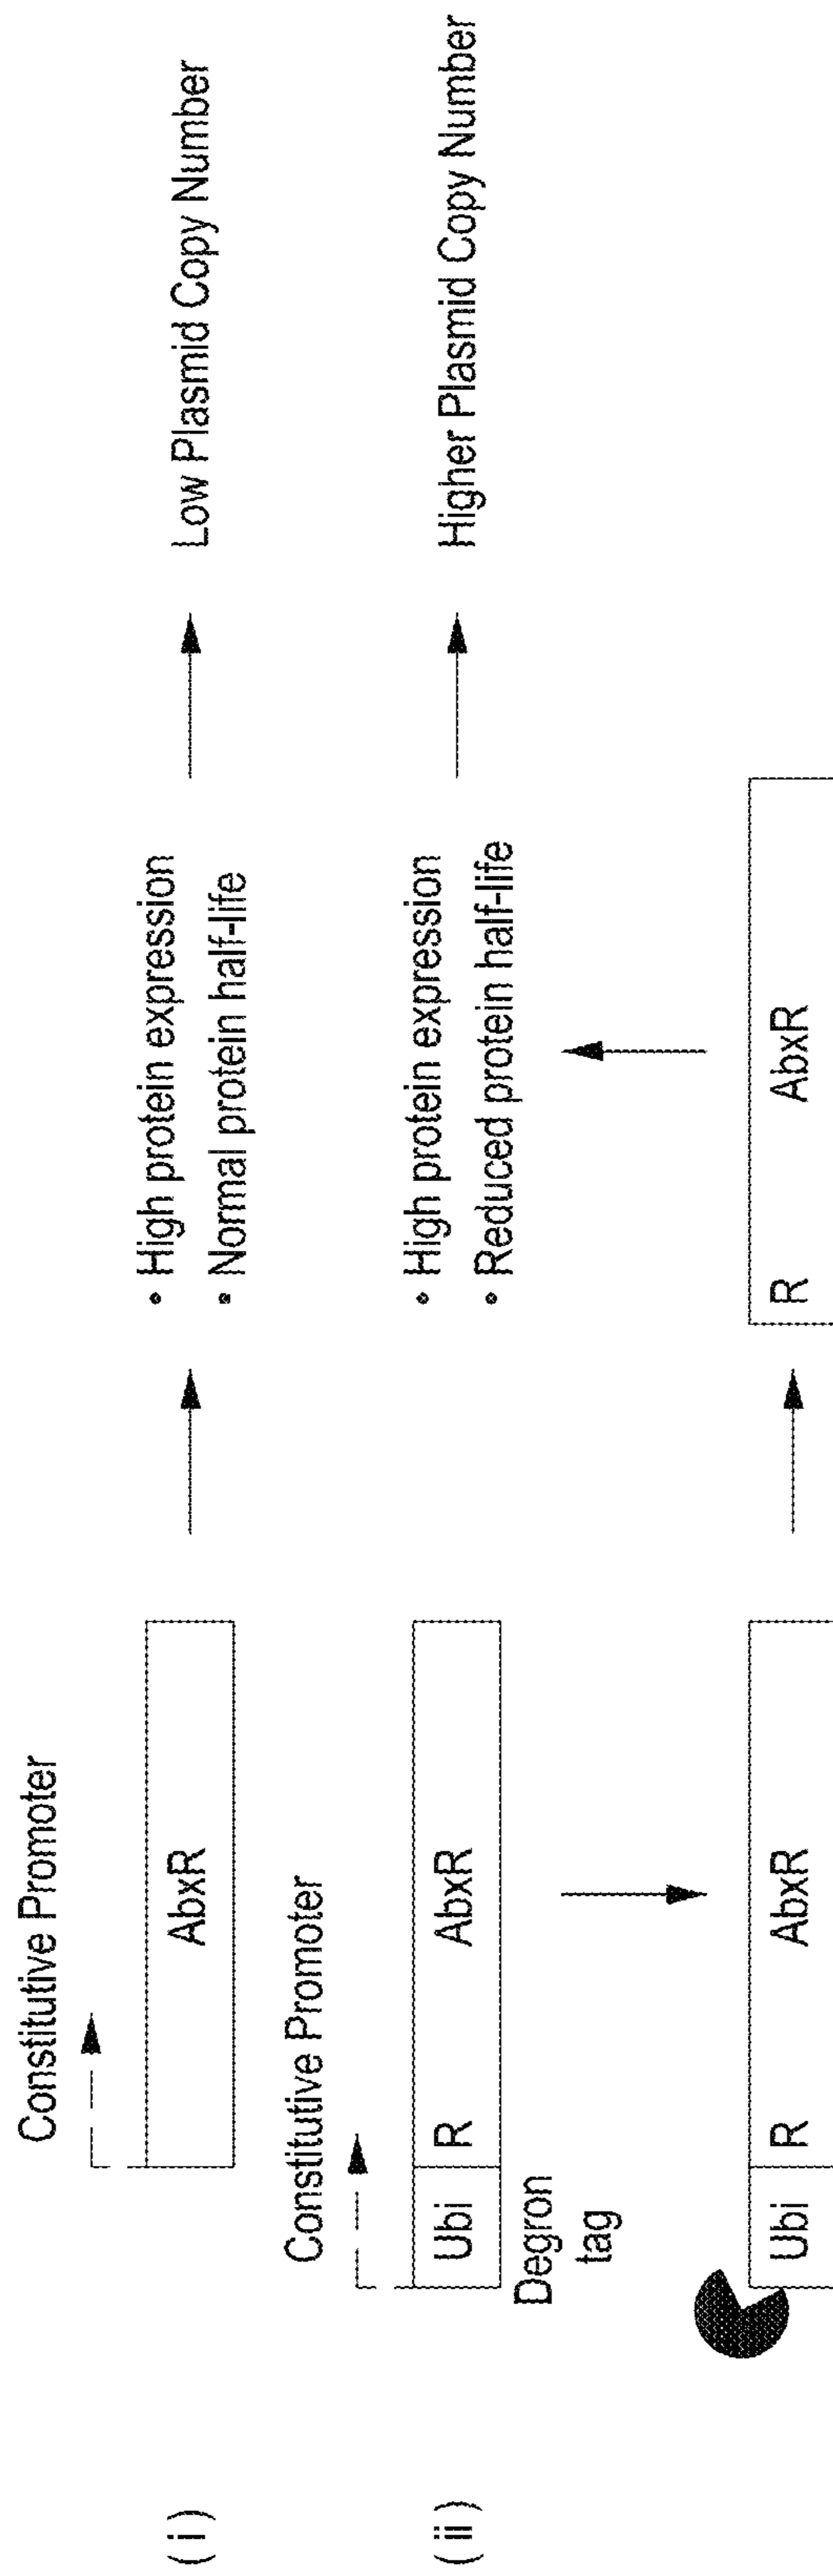 Constitutive Promoter
( i )
AbxR
• High protein expression
• Normal protein half-life
Low Plasmid Copy Number
Constitutive Promoter
( ii )
Ubi
R
AbxR
• High protein expression
• Reduced protein half-life
Higher Plasmid Copy Number
Degron
tag
Ubi
R
AbxR
R
AbxR